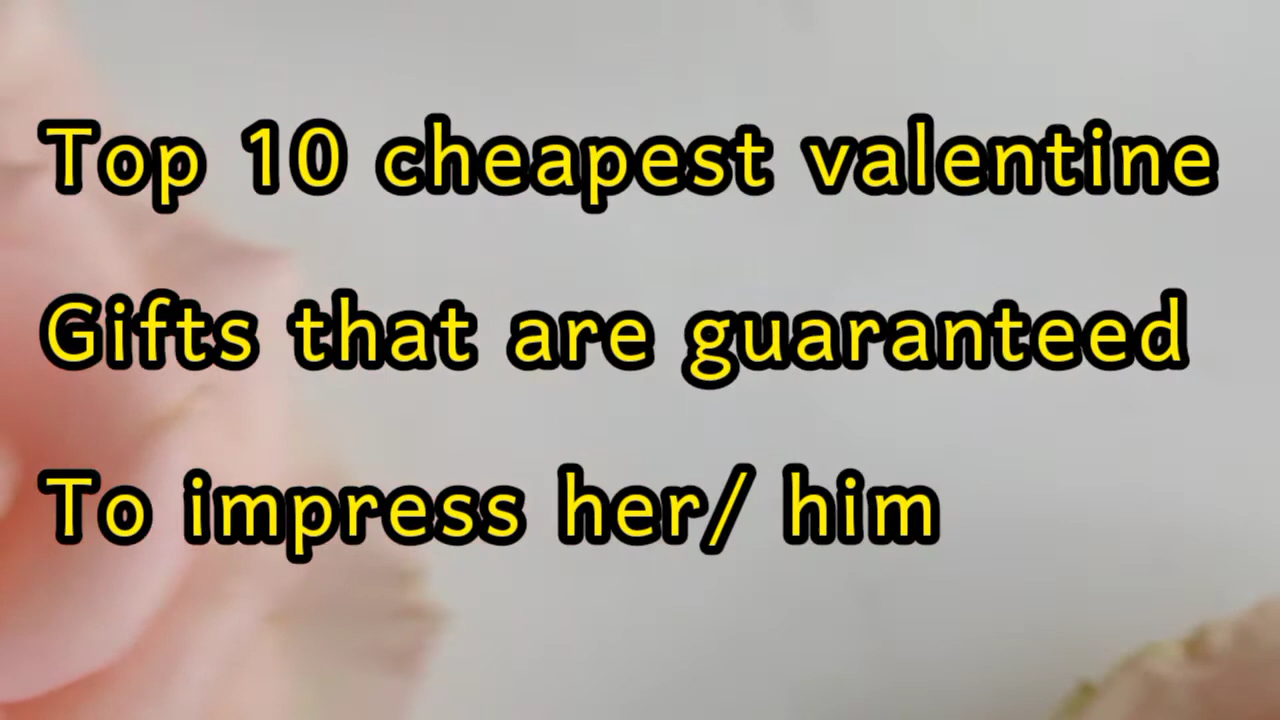 Top 10 cheapest valentine
Gifts that are guaranteed
To impress her/ him